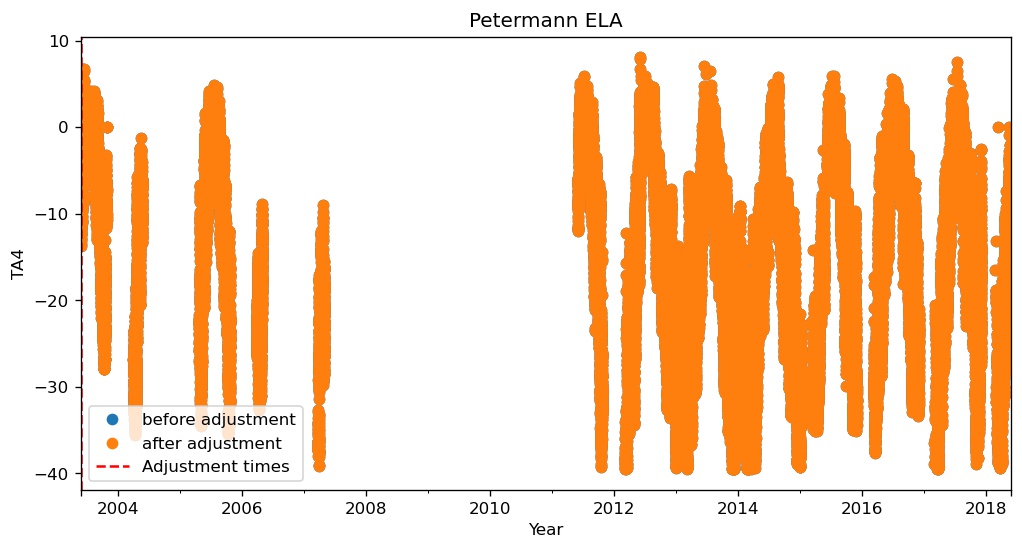 Petermann ELA
TA4
10
0
−10
−20
−30
−40
before adjustment
after adjustment
Adjustment times
2004
2006
2008
2010
2012
2014
2016
2018
Year